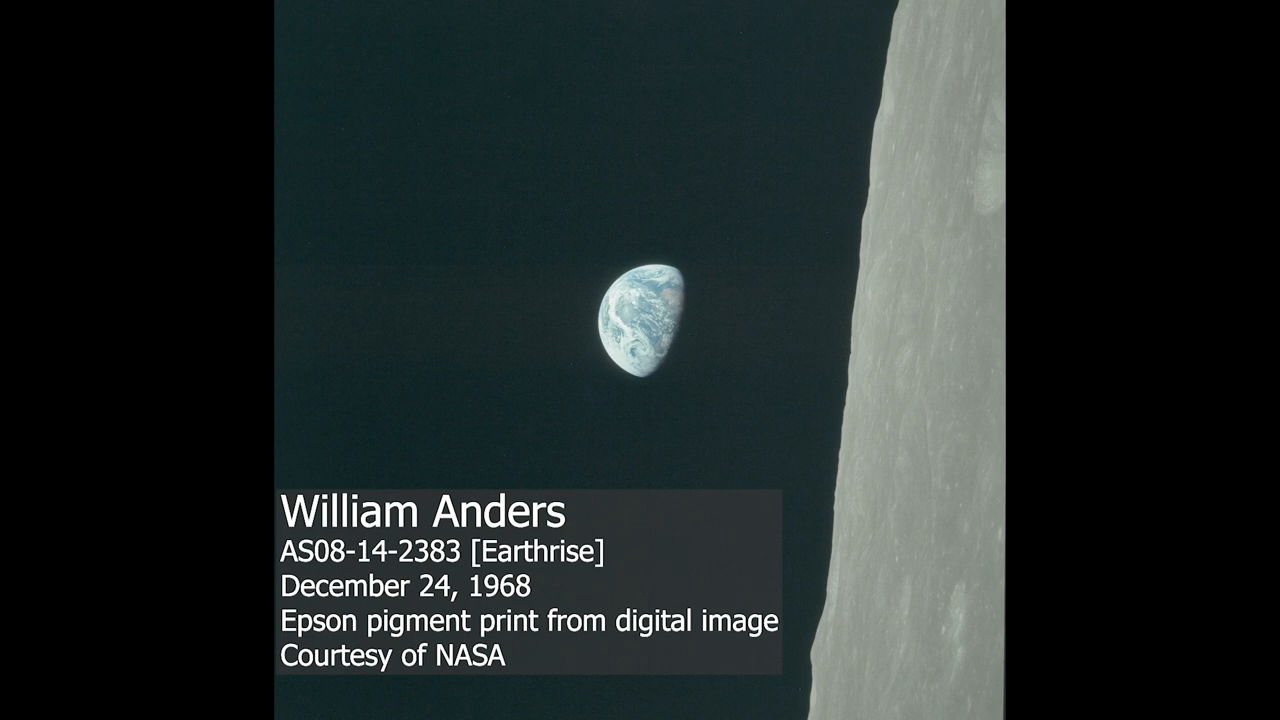 William Anders
AS08-14-2383 [Earthrise]
December 24, 1968
Epson pigment print from digital image
Courtesy of NASA